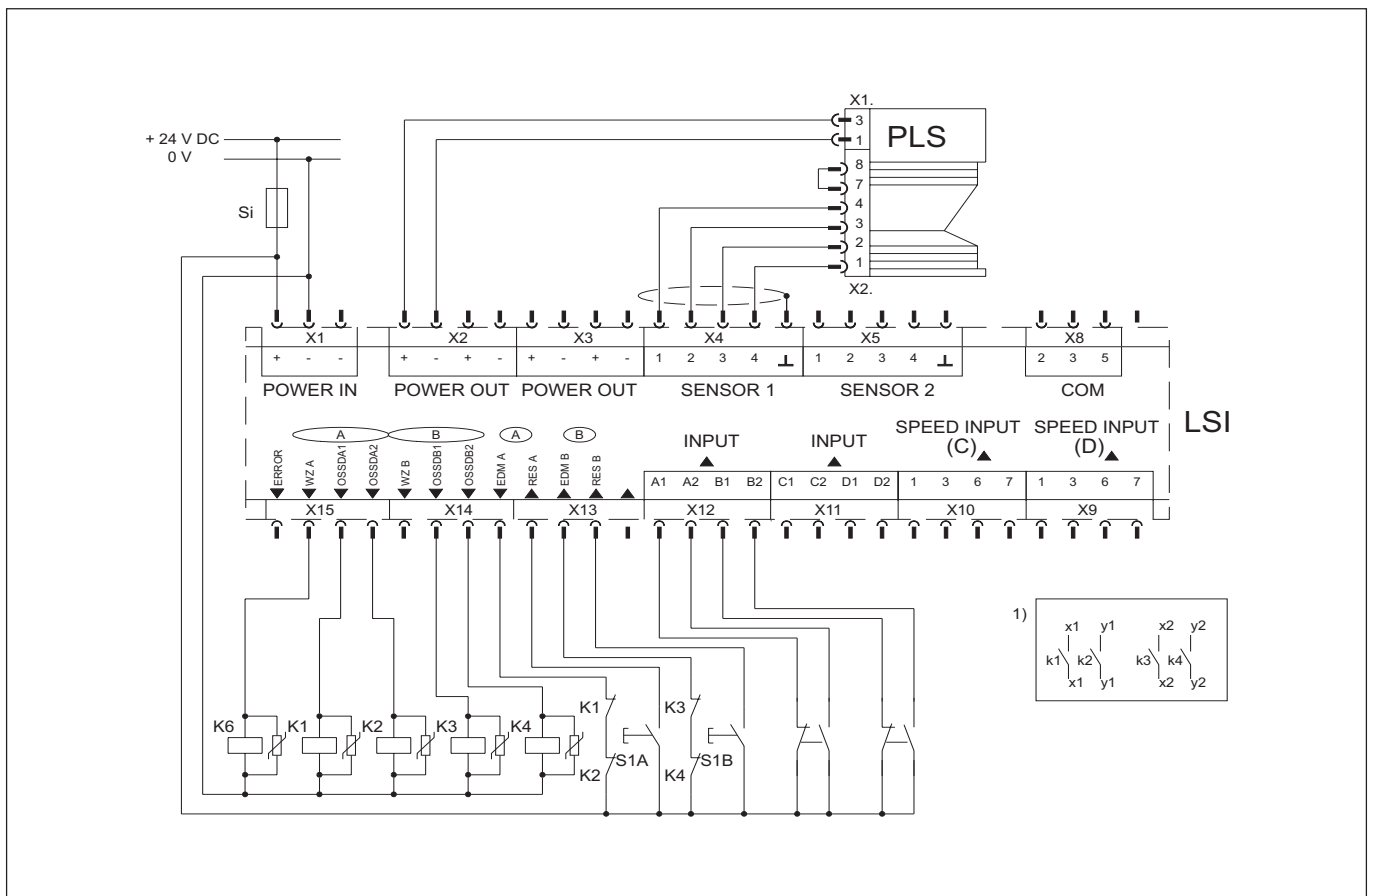 X1.
3 PLS
+ 24 V DC
1
0 V
8
7
Si
4
3
2
1
X2.
X1 X2 X3 X4 X5 X8
+ - - + - + - + - + - 1 2 3 4 1 2 3 4 2 3 5
POWER IN POWER OUT POWER OUT SENSOR 1 SENSOR 2 COM
LSI
A B A B
INPUT INPUT SPEED INPUT (C) SPEED INPUT (D)
ERROR WZ A OSSDA1 OSSDA2 WZ B OSSDB1 OSSDB2 EDM A RES A EDM B RES B
A1 A2 B1 B2 C1 C2 D1 D2 1 3 6 7 1 3 6 7
X15 X14 X13 X12 X11 X10 X9
1)
x1 y1 x2 y2
k1 k2 k3 k4
x1 y1 x2 y2
K1 K3
K6 K1 K2 K3 K4
S1A S1B
K2 K4